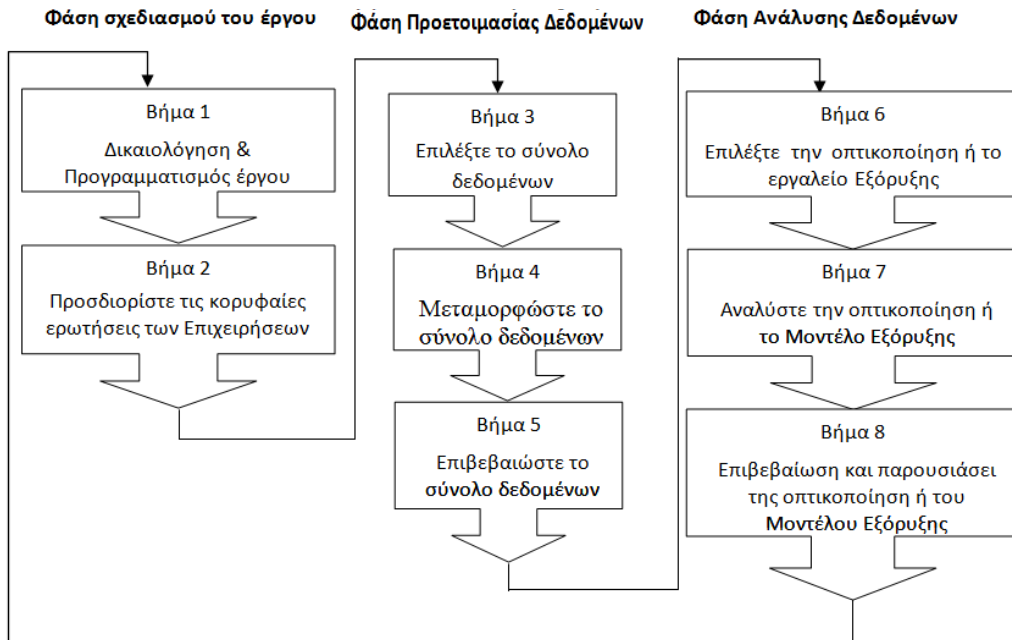 Φάση σχεδιασμού του έργου
Βήμα 1
Δικαιολόγηση &
Προγραμματισμός έργου
Βήμα 2
Προσδιορίστε τις κορυφαίες
ερωτήσεις των Επιχειρήσεων
Φάση Προετοιμασίας Δεδομένων
Βήμα 3
Επιλέξτε το σύνολο
δεδομένων
Βήμα 4
Μεταμορφώστε το
σύνολο δεδομένων
Βήμα 5
Επιβεβαιώστε το
σύνολο δεδομένων
Φάση Ανάλυσης Δεδομένων
Βήμα 6
Επιλέξτε την οπτικοποίηση ή το
εργαλείο Εξόρυξης
Βήμα 7
Αναλύστε την οπτικοποίηση ή
το Μοντέλο Εξόρυξης
Βήμα 8
Επιβεβαίωση και παρουσιάσει
της οπτικοποίηση ή του
Μοντέλου Εξόρυξης